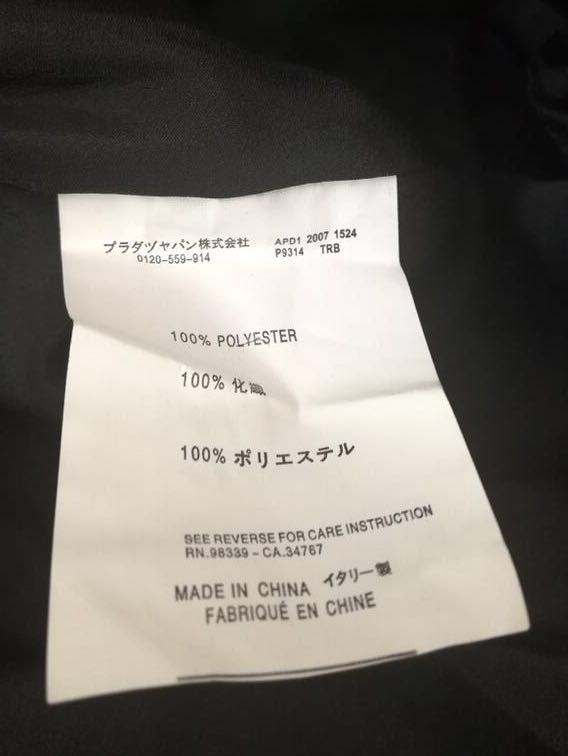 プラダヅャパン株式会社
0120-559-914
APD1 2007 1524
P9314 TRB
100% POLYESTER
100% 化
100% ポリエステル
SEE REVERSE FOR CARE INSTRUCTION
RN.98339-CA.34767
MADE IN CHINA イタリー製
FABRIQUÉ EN CHINE